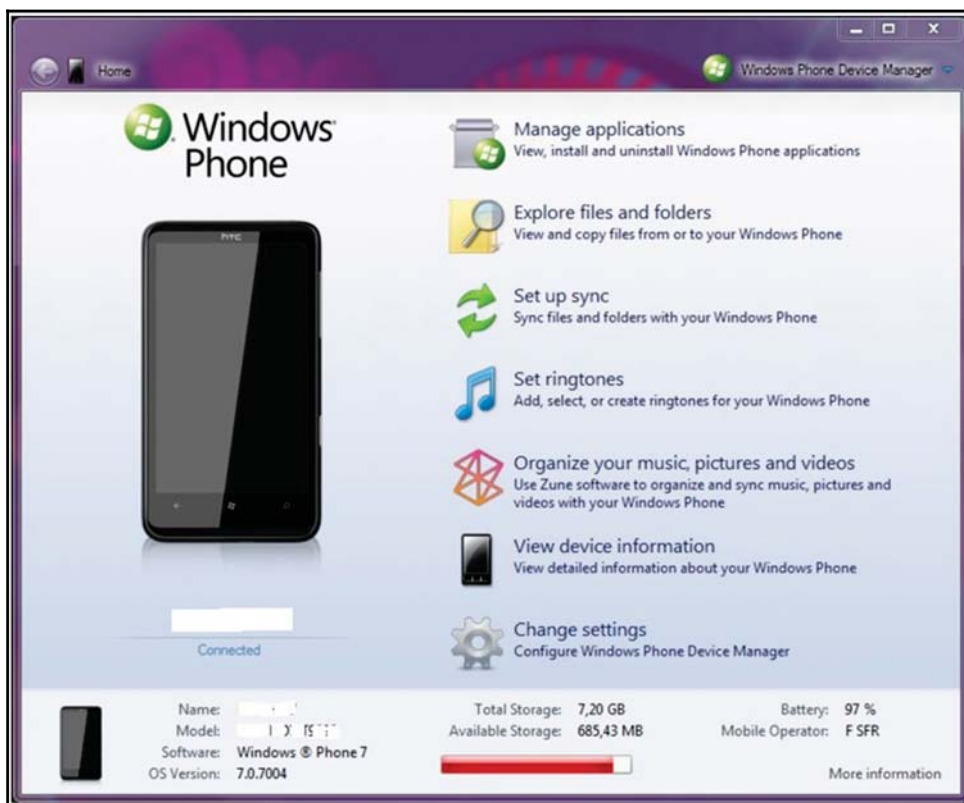 Home
Windows Phone Device Manager
Windows®
Phone
hTC
Manage applications
View, install and uninstall Windows Phone applications
Explore files and folders
View and copy files from or to your Windows Phone
Set up sync
Sync files and folders with your Windows Phone
Set ringtones
Add, select, or create ringtones for your Windows Phone
Organize your music, pictures and videos
Use Zune software to organize and sync music, pictures and
videos with your Windows Phone
View device information
View detailed information about your Windows Phone
Change settings
Configure Windows Phone Device Manager
Connected
Name:
Model:
Software: Windows ® Phone 7
OS Version: 7.0.7004
Total Storage: 7,20 GB
Available Storage: 685,43 MB
Battery: 97 %
Mobile Operator: F SFR
More information